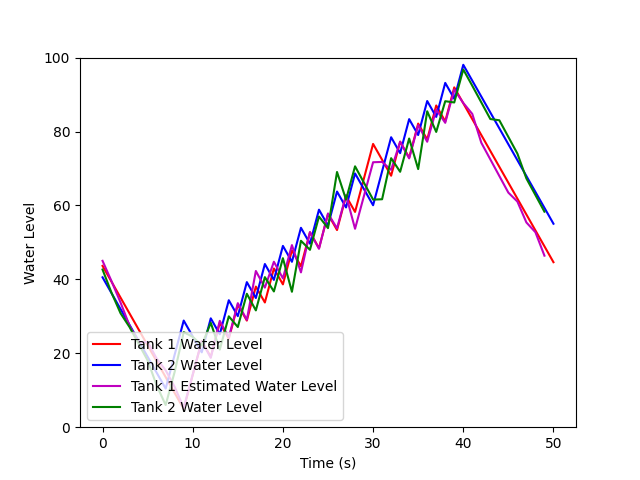 100
80
60
40
20
0
Water Level
Tank 1 Water Level
Tank 2 Water Level
Tank 1 Estimated Water Level
Tank 2 Water Level
0 10 20 30 40 50
Time (s)